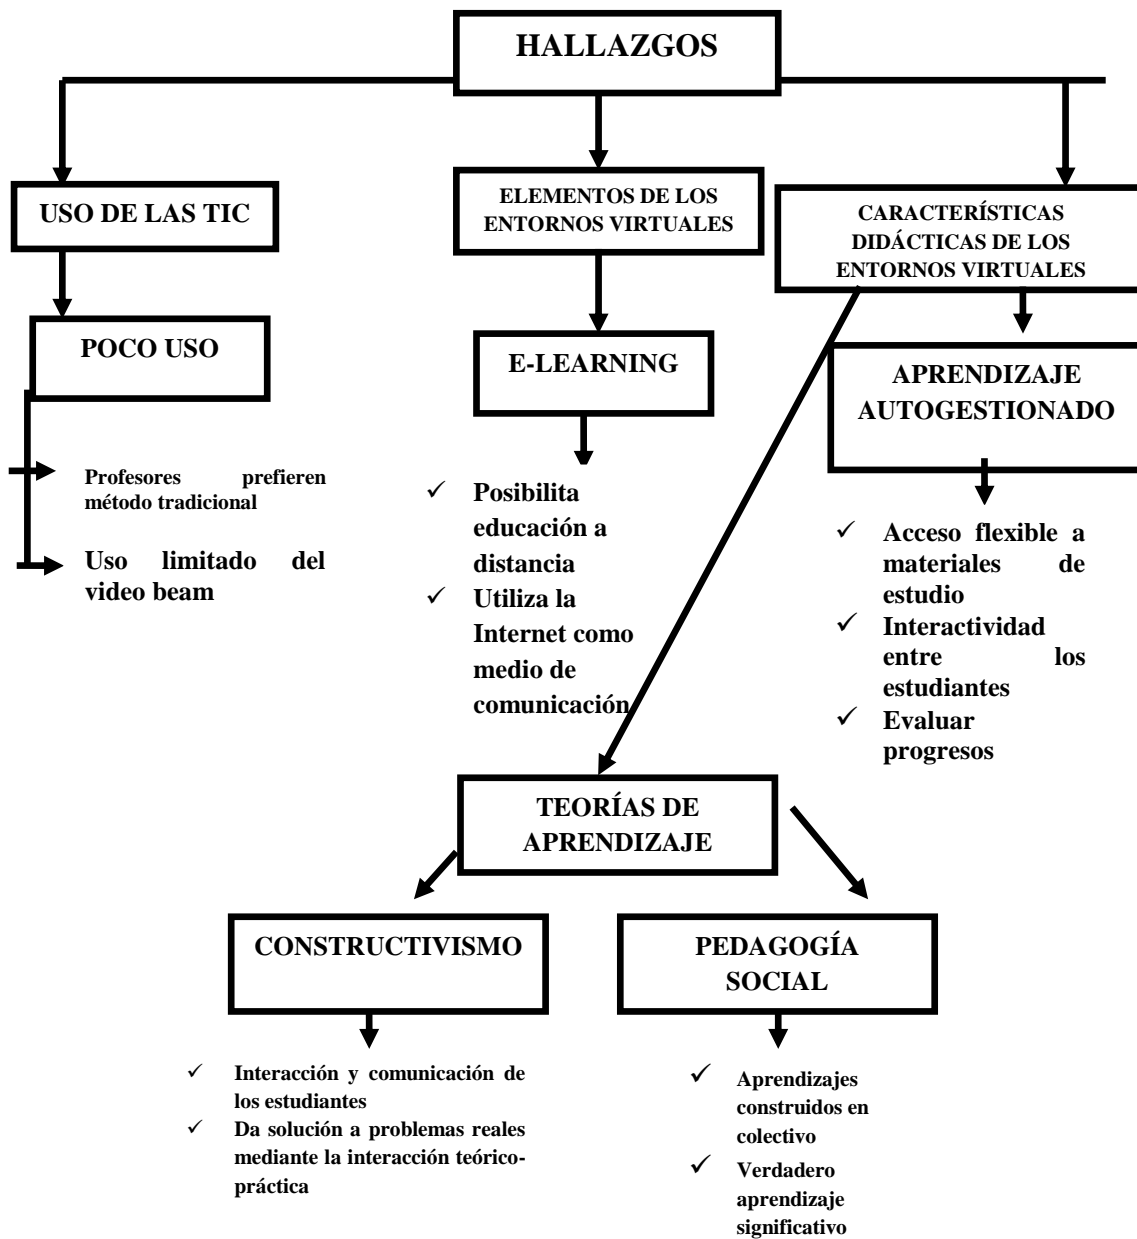 HALLAZGOS
USO DE LAS TIC
ELEMENTOS DE LOS
ENTORNOS VIRTUALES
CARACTERÍSTICAS
DIDÁCTICAS DE LOS
ENTORNOS VIRTUALES
POCO USO
E-LEARNING
APRENDIZAJE
AUTOGESTIONADO
Profesores prefieren
método tradicional
Uso limitado del
video beam
✓ Posibilita
educación a
distancia
✓ Utiliza la
Internet como
medio de
comunicación
✓ Acceso flexible a
materiales de
estudio
✓ Interactividad
entre los
estudiantes
✓ Evaluar
progresos
TEORÍAS DE
APRENDIZAJE
CONSTRUCTIVISMO
PEDAGOGÍA
SOCIAL
✓ Interacción y comunicación de
los estudiantes
✓ Da solución a problemas reales
mediante la interacción teórico-
práctica
✓ Aprendizajes
construidos en
colectivo
✓ Verdadero
aprendizaje
significativo